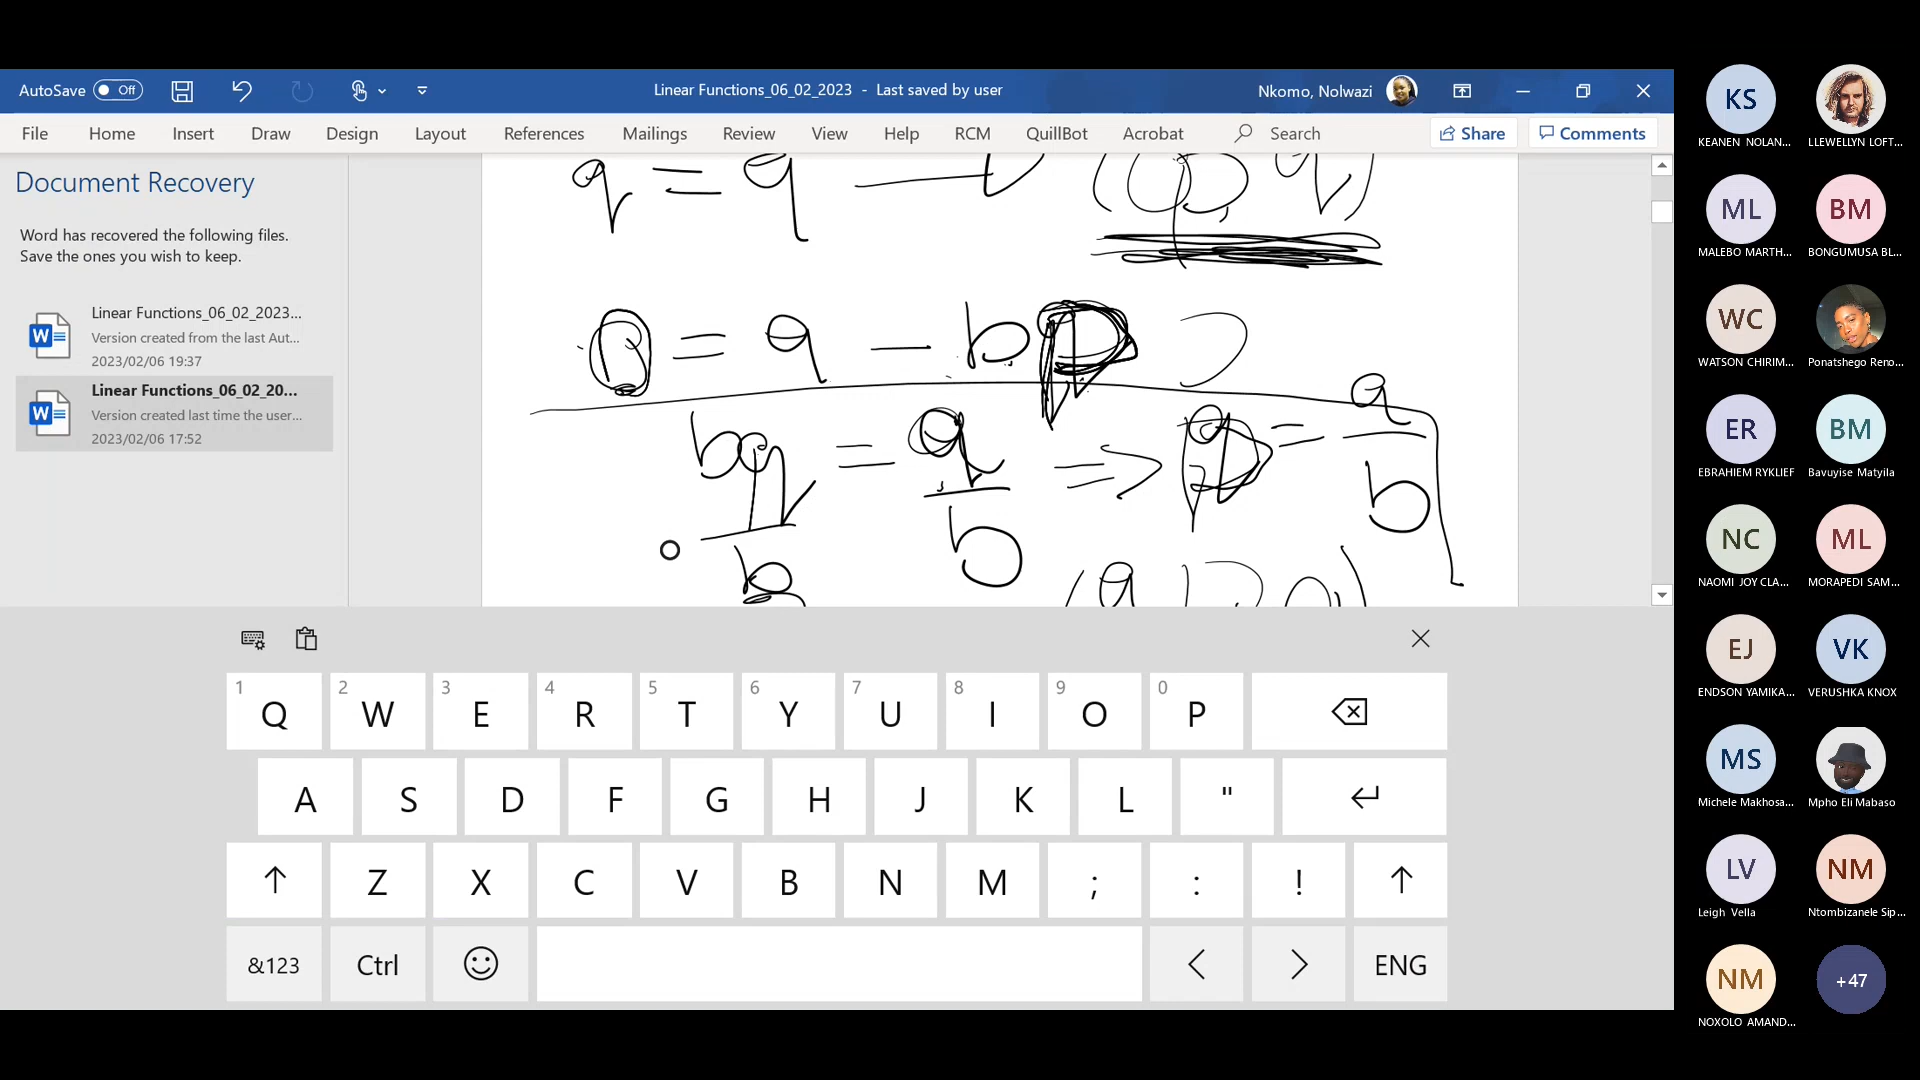 AutoSave Off Linear Functions_06_02_2023 - Last saved by user Nkomo, Nolwazi
File Home Insert Draw Design Layout References Mailings Review View Help RCM QuillBot Acrobat Search Share Comments
Document Recovery
Word has recovered the following files.
Save the ones you wish to keep.
Linear Functions_06_02_2023...
Version created from the last Aut...
2023/02/06 19:37
Linear Functions_06_02_20...
Version created last time the user...
2023/02/06 17:52
= a - b
=
a
b
1 Q 2 W 3 E 4 R 5 T 6 Y 7 U 8 I 9 O 0 P
A S D F G H J K L "
Z X C V B N M ; : !
&123 Ctrl ENG
KS
KEANEN NOLAN... LLEWELLYN LOFT...
ML BM
MALEBO MARTH... BONGUMUSA BL...
WC
WATSON CHIRIM... Ponatshego Reno...
ER BM
EBRAHIEM RYKLIEF Bavuyise Matyila
NC ML
NAOMI JOY CLA... MORAPEDI SAM...
EJ VK
ENDSON YAMIKA... VERUSHKA KNOX
MS
Michele Makhosa... Mpho Eli Mabaso
LV NM
Leigh Vella Ntombizanele Sip...
NM +47
NOXOLO AMAND...